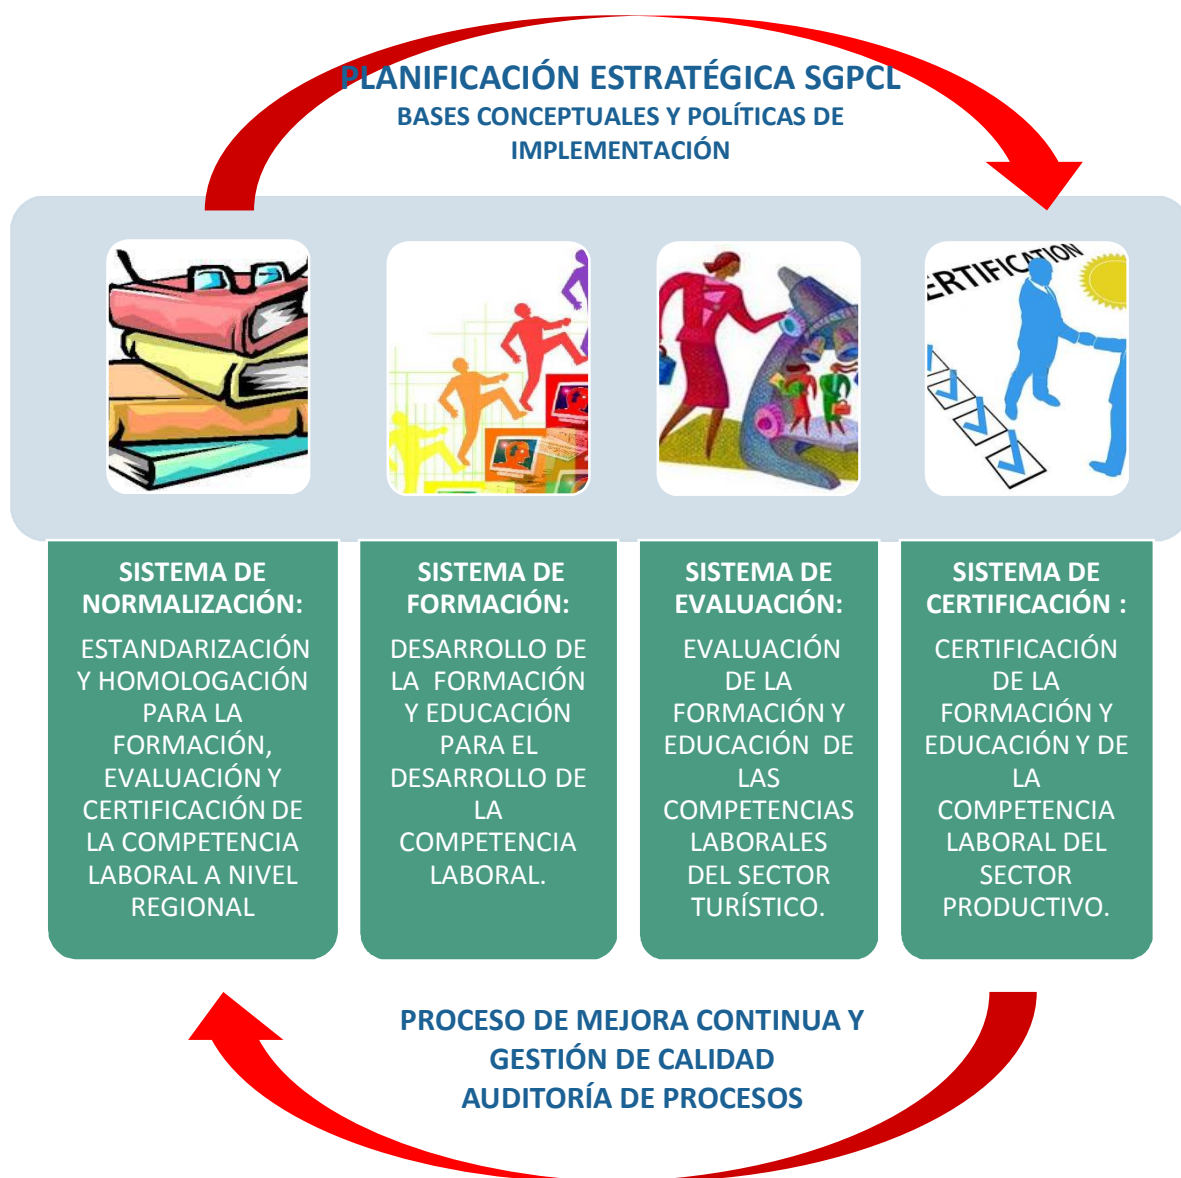 PLANIFICACIÓN ESTRATÉGICA SGPCL
BASES CONCEPTUALES Y POLÍTICAS DE
IMPLEMENTACIÓN
ERTIFICATION
SISTEMA DE
NORMALIZACIÓN:
ESTANDARIZACIÓN
Y HOMOLOGACIÓN
PARA LA
FORMACIÓN,
EVALUACIÓN Y
CERTIFICACIÓN DE
LA COMPETENCIA
LABORAL A NIVEL
REGIONAL
SISTEMA DE
FORMACIÓN:
DESARROLLO DE
LA FORMACIÓN
Y EDUCACIÓN
PARA EL
DESARROLLO DE
LA
COMPETENCIA
LABORAL.
SISTEMA DE
EVALUACIÓN:
EVALUACIÓN
DE LA
FORMACIÓN Y
EDUCACIÓN DE
LAS
COMPETENCIAS
LABORALES
DEL SECTOR
TURÍSTICO.
SISTEMA DE
CERTIFICACIÓN :
CERTIFICACIÓN
DE LA
FORMACIÓN Y
EDUCACIÓN Y DE
LA
COMPETENCIA
LABORAL DEL
SECTOR
PRODUCTIVO.
PROCESO DE MEJORA CONTINUA Y
GESTIÓN DE CALIDAD
AUDITORÍA DE PROCESOS